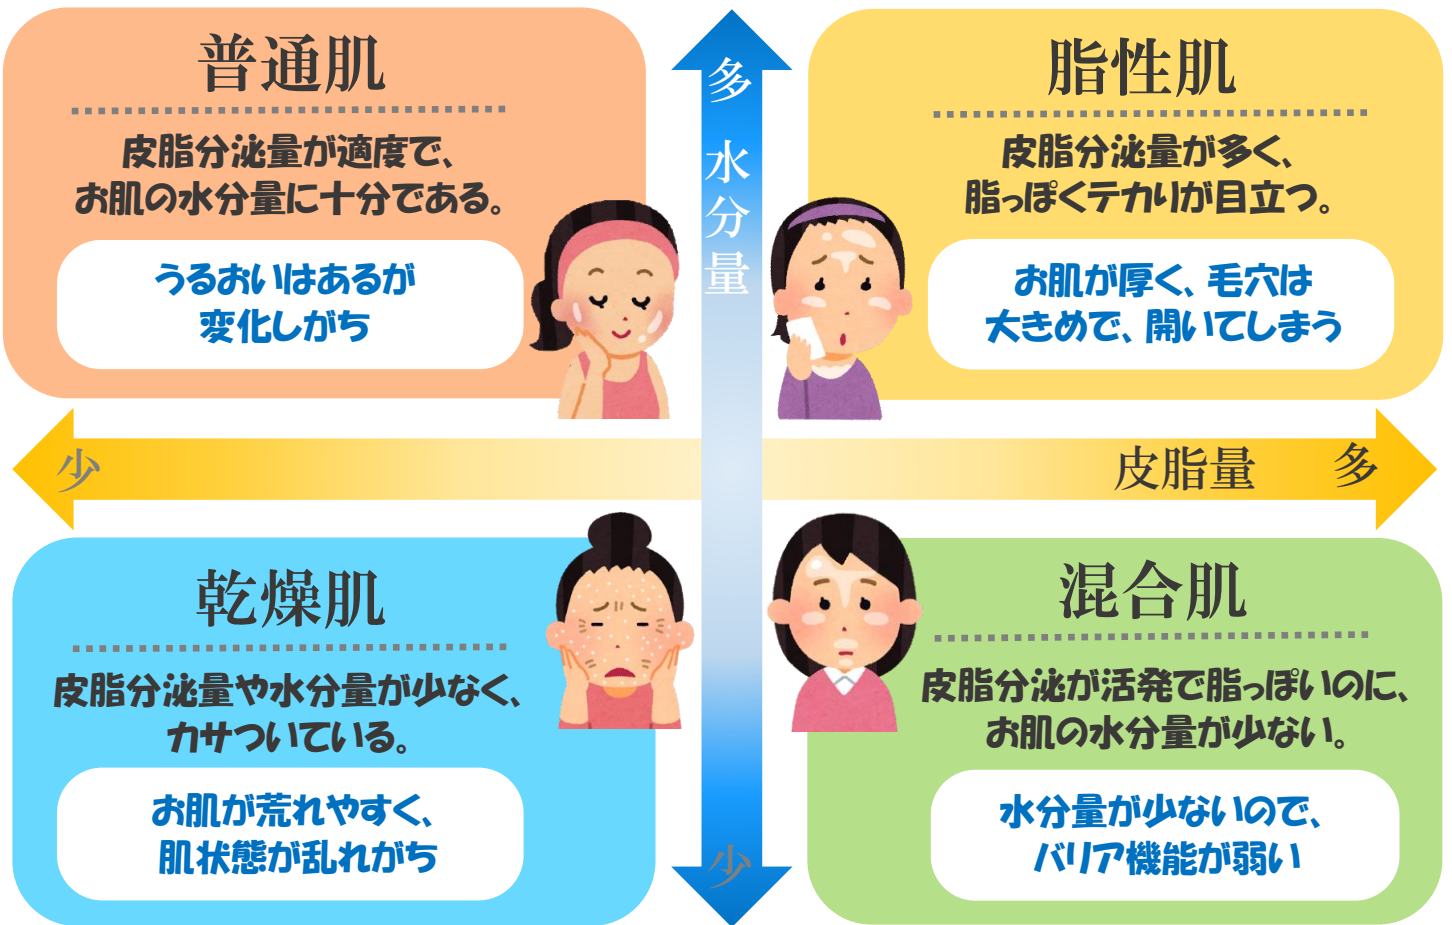 普通肌
皮脂分泌量が適度で、
お肌の水分量に十分である。
うるおいはあるが
変化しがち
多 水分量
脂性肌
皮脂分泌量が多く、
脂っぽくテカリが目立つ。
お肌が厚く、毛穴は
大きめで、開いてしまう
少
皮脂量 多
乾燥肌
皮脂分泌量や水分量が少なく、
カサついている。
お肌が荒れやすく、
肌状態が乱れがち
少
混合肌
皮脂分泌が活発で脂っぽいのに、
お肌の水分量が少ない。
水分量が少ないので、
バリア機能が弱い